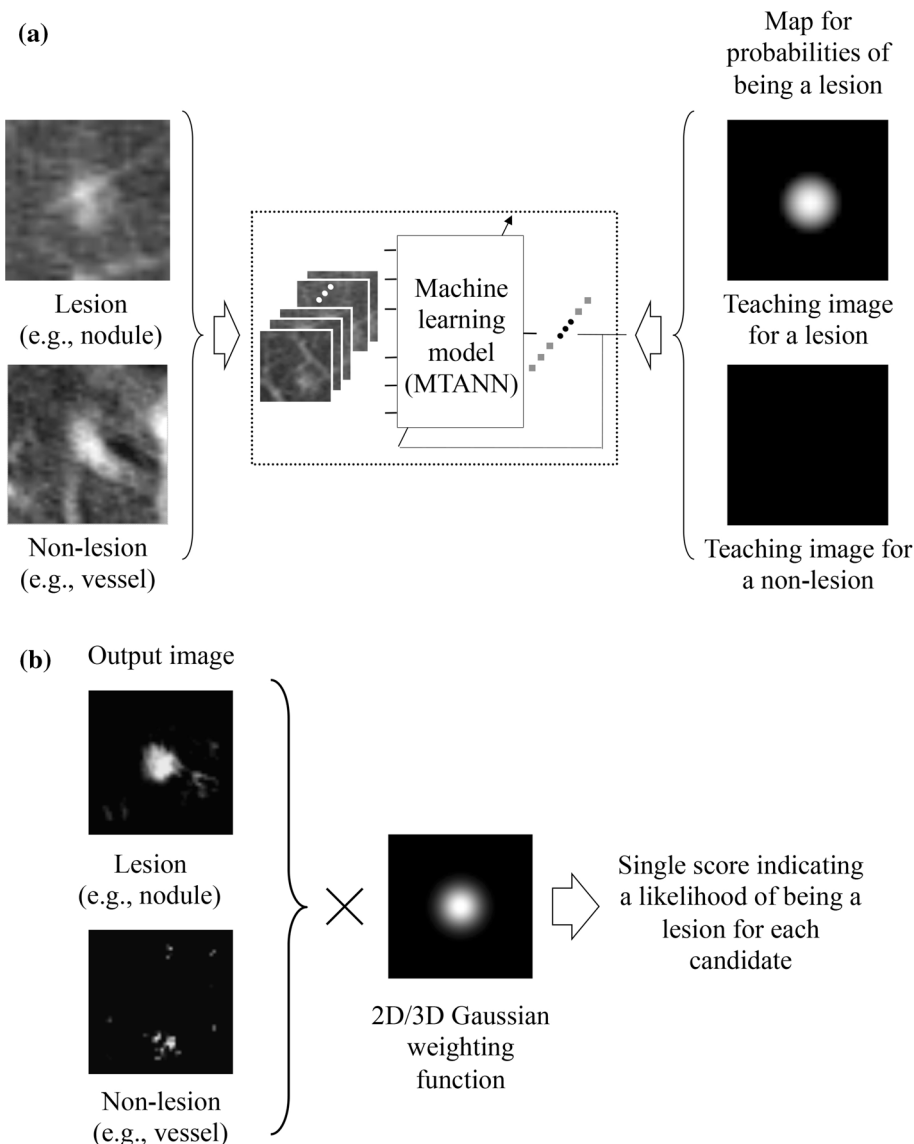 (a)
Map for
probabilities of
being a lesion
Lesion
(e.g., nodule)
Machine
learning
model
(MTANN)
Teaching image
for a lesion
Non-lesion
(e.g., vessel)
Teaching image for
a non-lesion
(b)
Output image
Lesion
(e.g., nodule)
Single score indicating
a likelihood of being a
lesion for each
candidate
2D/3D Gaussian
weighting
function
Non-lesion
(e.g., vessel)